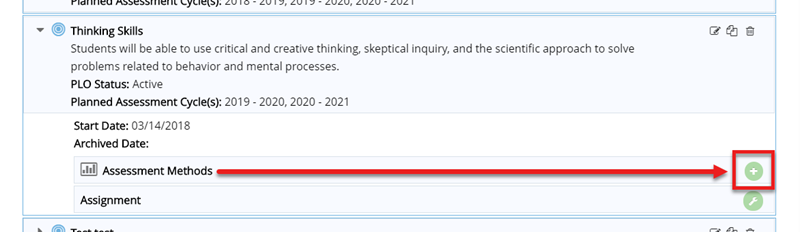 Planned Assessment Cycle(s): 2018 - 2019, 2019 - 2020, 2020 - 2021
Thinking Skills
Students will be able to use critical and creative thinking, skeptical inquiry, and the scientific approach to solve
problems related to behavior and mental processes.
PLO Status: Active
Planned Assessment Cycle(s): 2019 - 2020, 2020 - 2021
Start Date: 03/14/2018
Archived Date:
Assessment Methods
Assignment
Test test